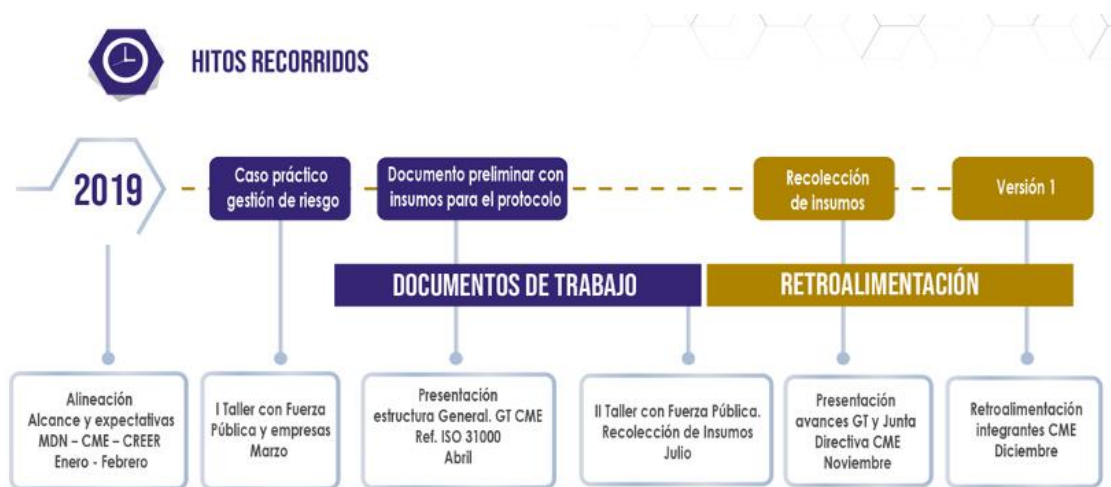 HITOS RECORRIDOS
2019
Caso práctico
gestión de riesgo
Documento preliminar con
insumos para el protocolo
Recolección
de insumos
Versión 1
DOCUMENTOS DE TRABAJO
RETROALIMENTACIÓN
Alineación
Alcance y expectativas
MDN – CME – CREER
Enero - Febrero
I Taller con Fuerza
Pública y empresas
Marzo
Presentación
estructura General. GT CME
Ref. ISO 31000
Abril
II Taller con Fuerza Pública.
Recolección de Insumos
Julio
Presentación
avances GT y Junta
Directiva CME
Noviembre
Retroalimentación
integrantes CME
Diciembre